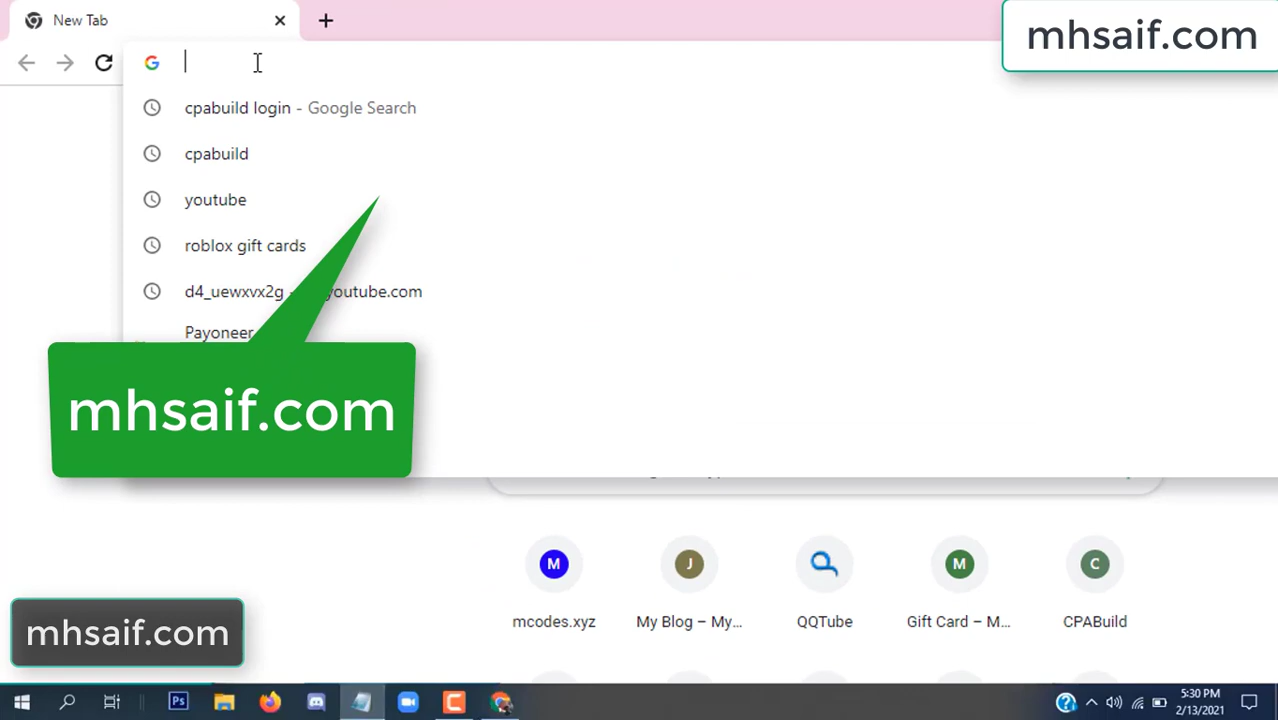 New Tab
mhsaif.com
cpabuild login - Google Search
cpabuild
youtube
roblox gift cards
d4_uewxvx2g - youtube.com
Payoneer
mhsaif.com
mcodes.xyz
My Blog – My...
QQTube
Gift Card – M...
CPABuild
M
J
M
C
mhsaif.com
Ps
5:30 PM
2/13/2021